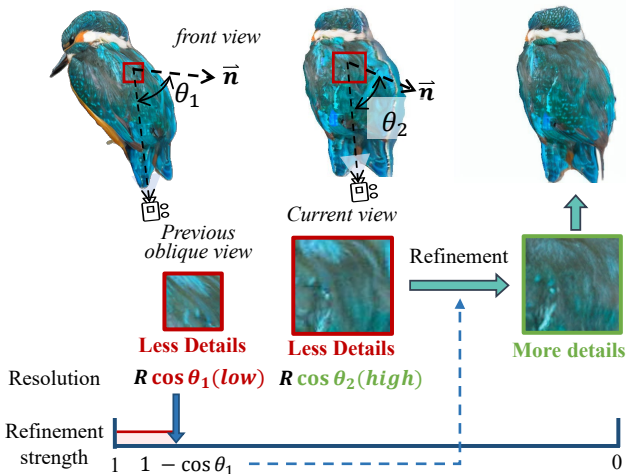 front view
n
θ1
n
θ2
Previous
oblique view
Current view
Refinement
Less Details
Less Details
More details
Resolution
R cos θ1(low)
R cos θ2(high)
Refinement
strength
1
1 − cos θ1
0